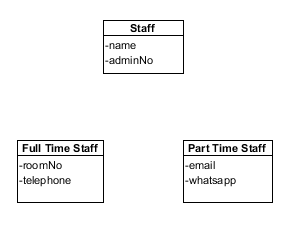 Staff
-name
-adminNo
Full Time Staff
-roomNo
-telephone
Part Time Staff
-email
-whatsapp